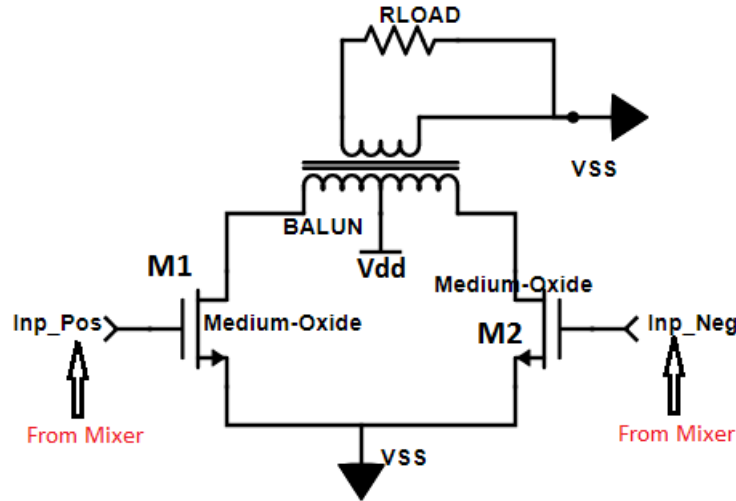 RLOAD
VSS
BALUN
Vdd
M1
Medium-Oxide
Inp_Pos
Medium-Oxide
M2
Inp_Neg
From Mixer
From Mixer
VSS